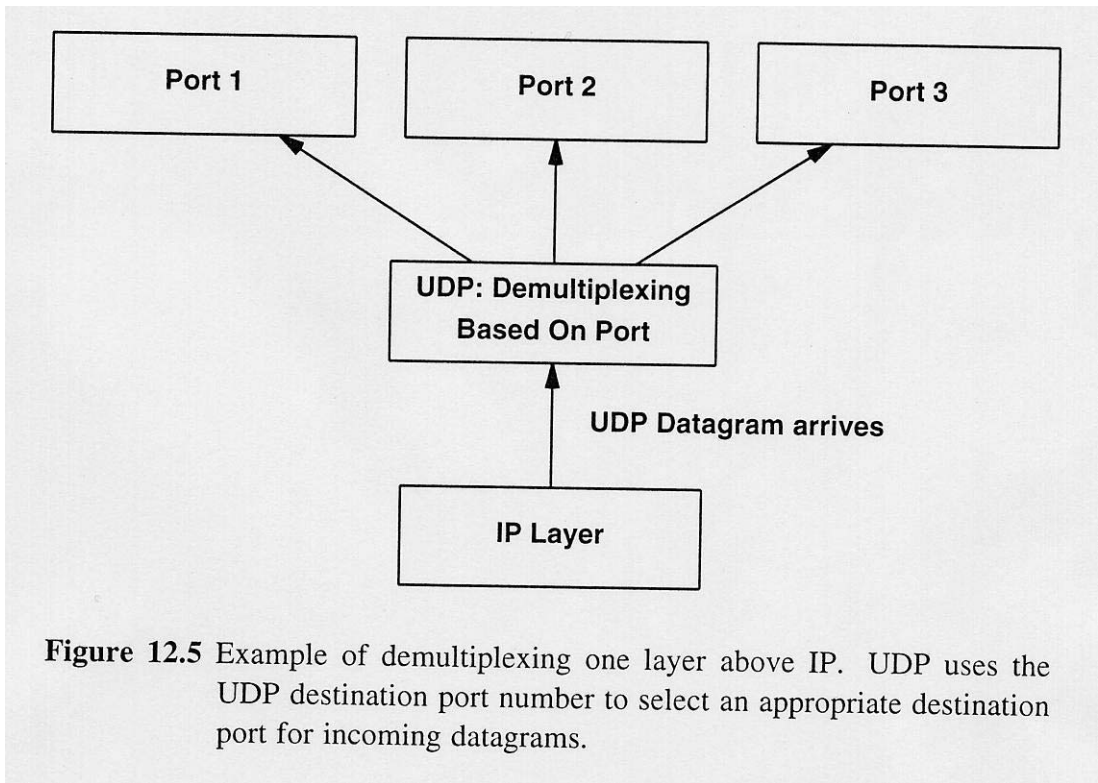 Port 1
Port 2
Port 3
UDP: Demultiplexing
Based On Port
UDP Datagram arrives
IP Layer
Figure 12.5 Example of demultiplexing one layer above IP. UDP uses the
UDP destination port number to select an appropriate destination
port for incoming datagrams.